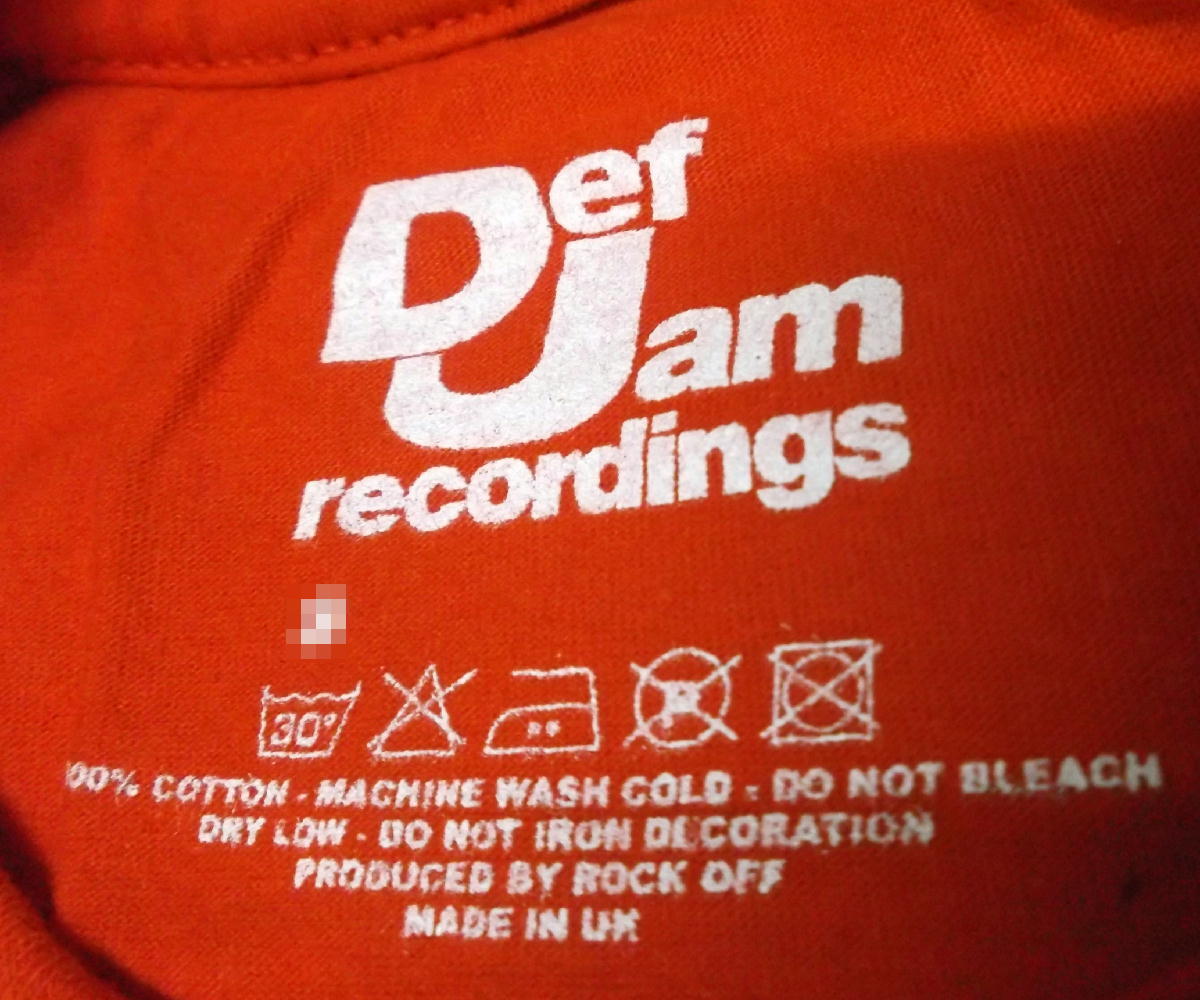 Def
Jam
recordings
30°
100% COTTON - MACHINE WASH COLD - DO NOT BLEACH
DRY LOW - DO NOT IRON DECORATION
PRODUCED BY ROCK OFF
MADE IN UK